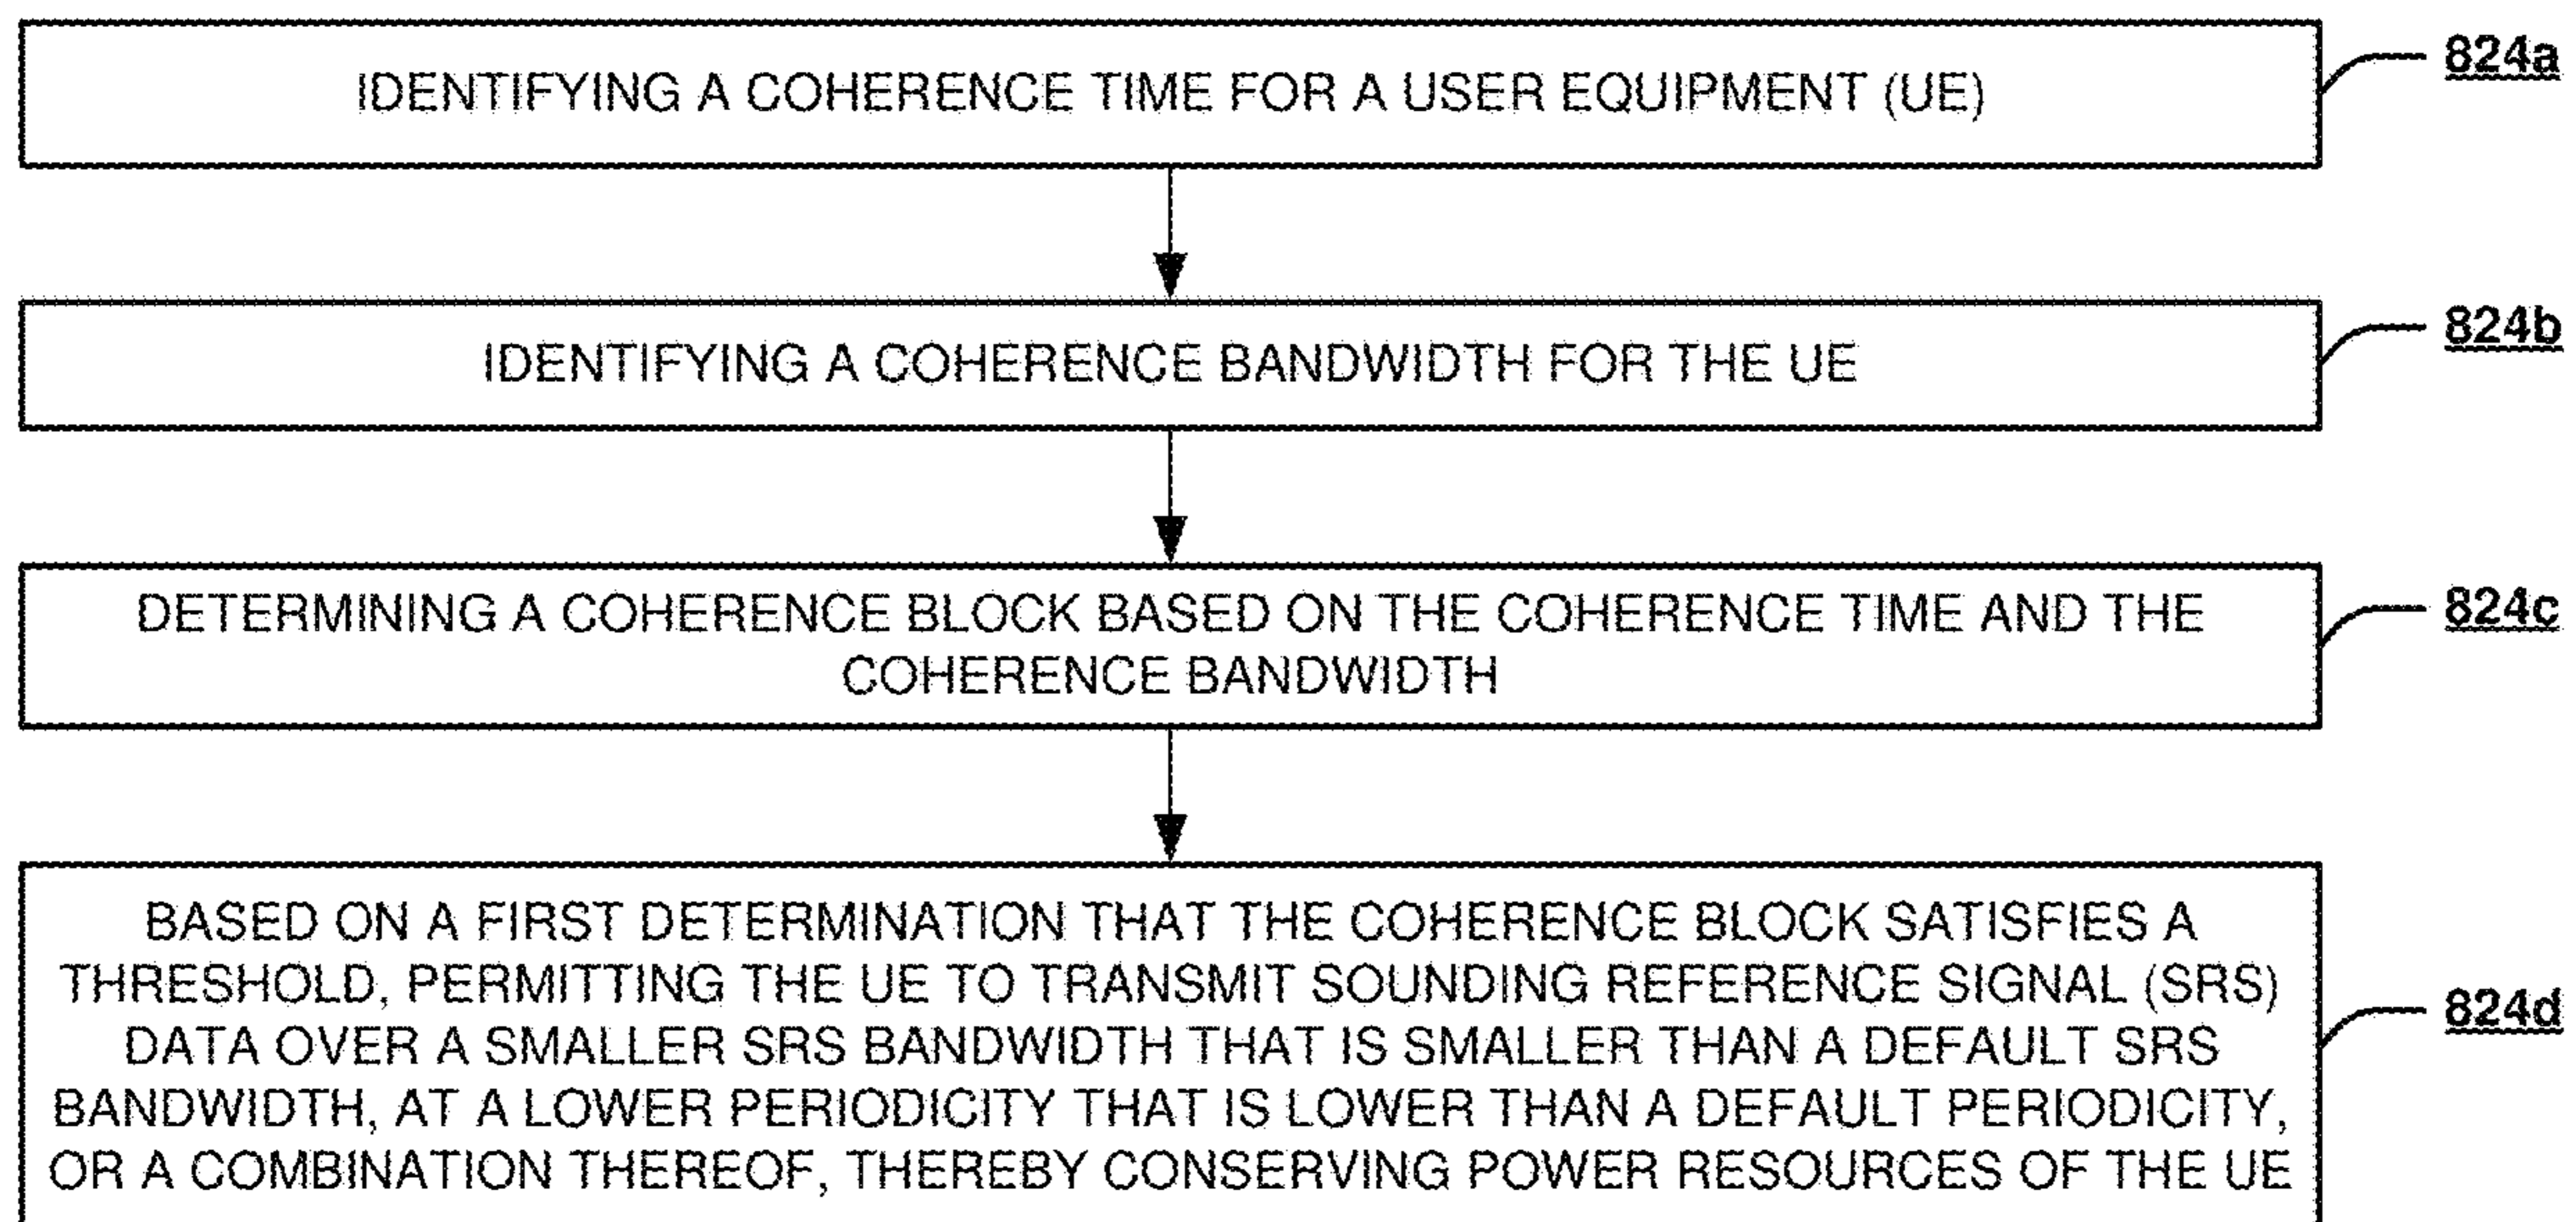 IDENTIFYING A COHERENCE TIME FOR A USER EQUIPMENT (UE)
824a
IDENTIFYING A COHERENCE BANDWIDTH FOR THE UE
824b
DETERMINING A COHERENCE BLOCK BASED ON THE COHERENCE TIME AND THE
COHERENCE BANDWIDTH
824c
BASED ON A FIRST DETERMINATION THAT THE COHERENCE BLOCK SATISFIES A
THRESHOLD, PERMITTING THE UE TO TRANSMIT SOUNDING REFERENCE SIGNAL (SRS)
DATA OVER A SMALLER SRS BANDWIDTH THAT IS SMALLER THAN A DEFAULT SRS
BANDWIDTH, AT A LOWER PERIODICITY THAT IS LOWER THAN A DEFAULT PERIODICITY,
OR A COMBINATION THEREOF, THEREBY CONSERVING POWER RESOURCES OF THE UE
824d